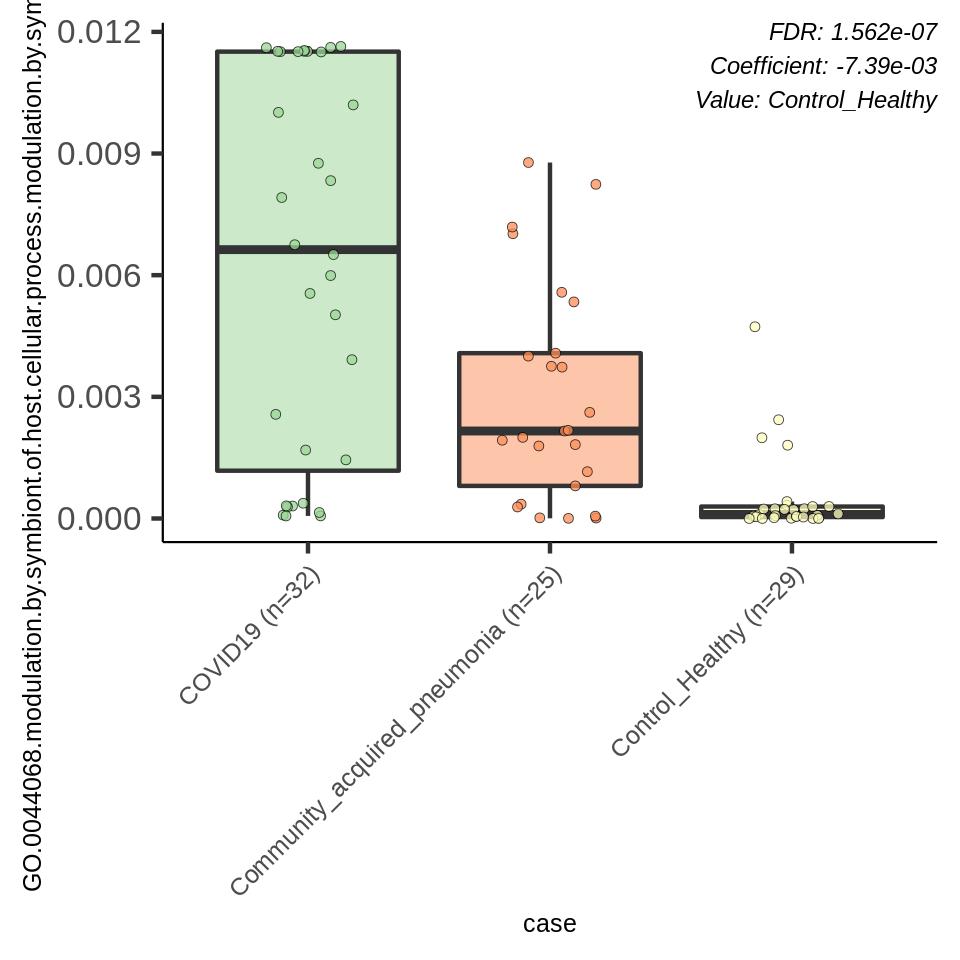 GO.0044068.modulation.by.symbiont.of.host.cellular.process.modulation.by.sym
0.012
0.009
0.006
0.003
0.000
FDR: 1.562e-07
Coefficient: -7.39e-03
Value: Control_Healthy
COVID19 (n=32)
Community_acquired_pneumonia (n=25)
Control_Healthy (n=29)
case